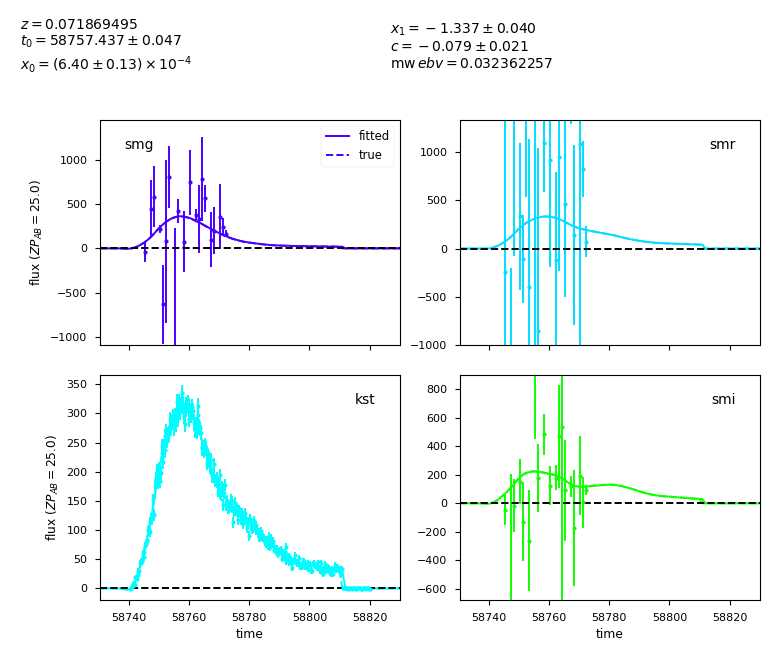 z = 0.071869495
t₀ = 58757.437 ± 0.047
x₀ = (6.40 ± 0.13) × 10⁻⁴
x₁ = −1.337 ± 0.040
c = −0.079 ± 0.021
mw ebv = 0.032362257
smg
fitted
true
1000
500
0
−500
−1000
flux (ZP_AB = 25.0)
smr
1000
500
0
−500
−1000
kst
350
300
250
200
150
100
50
0
flux (ZP_AB = 25.0)
58740 58760 58780 58800 58820
time
smi
800
600
400
200
0
−200
−400
−600
58740 58760 58780 58800 58820
time